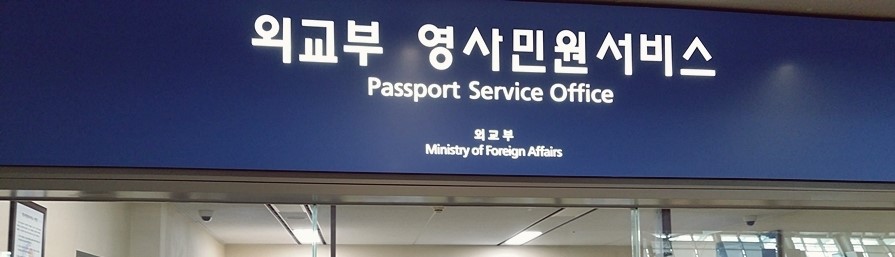 외교부 영사민원서비스
Passport Service Office
외교부
Ministry of Foreign Affairs